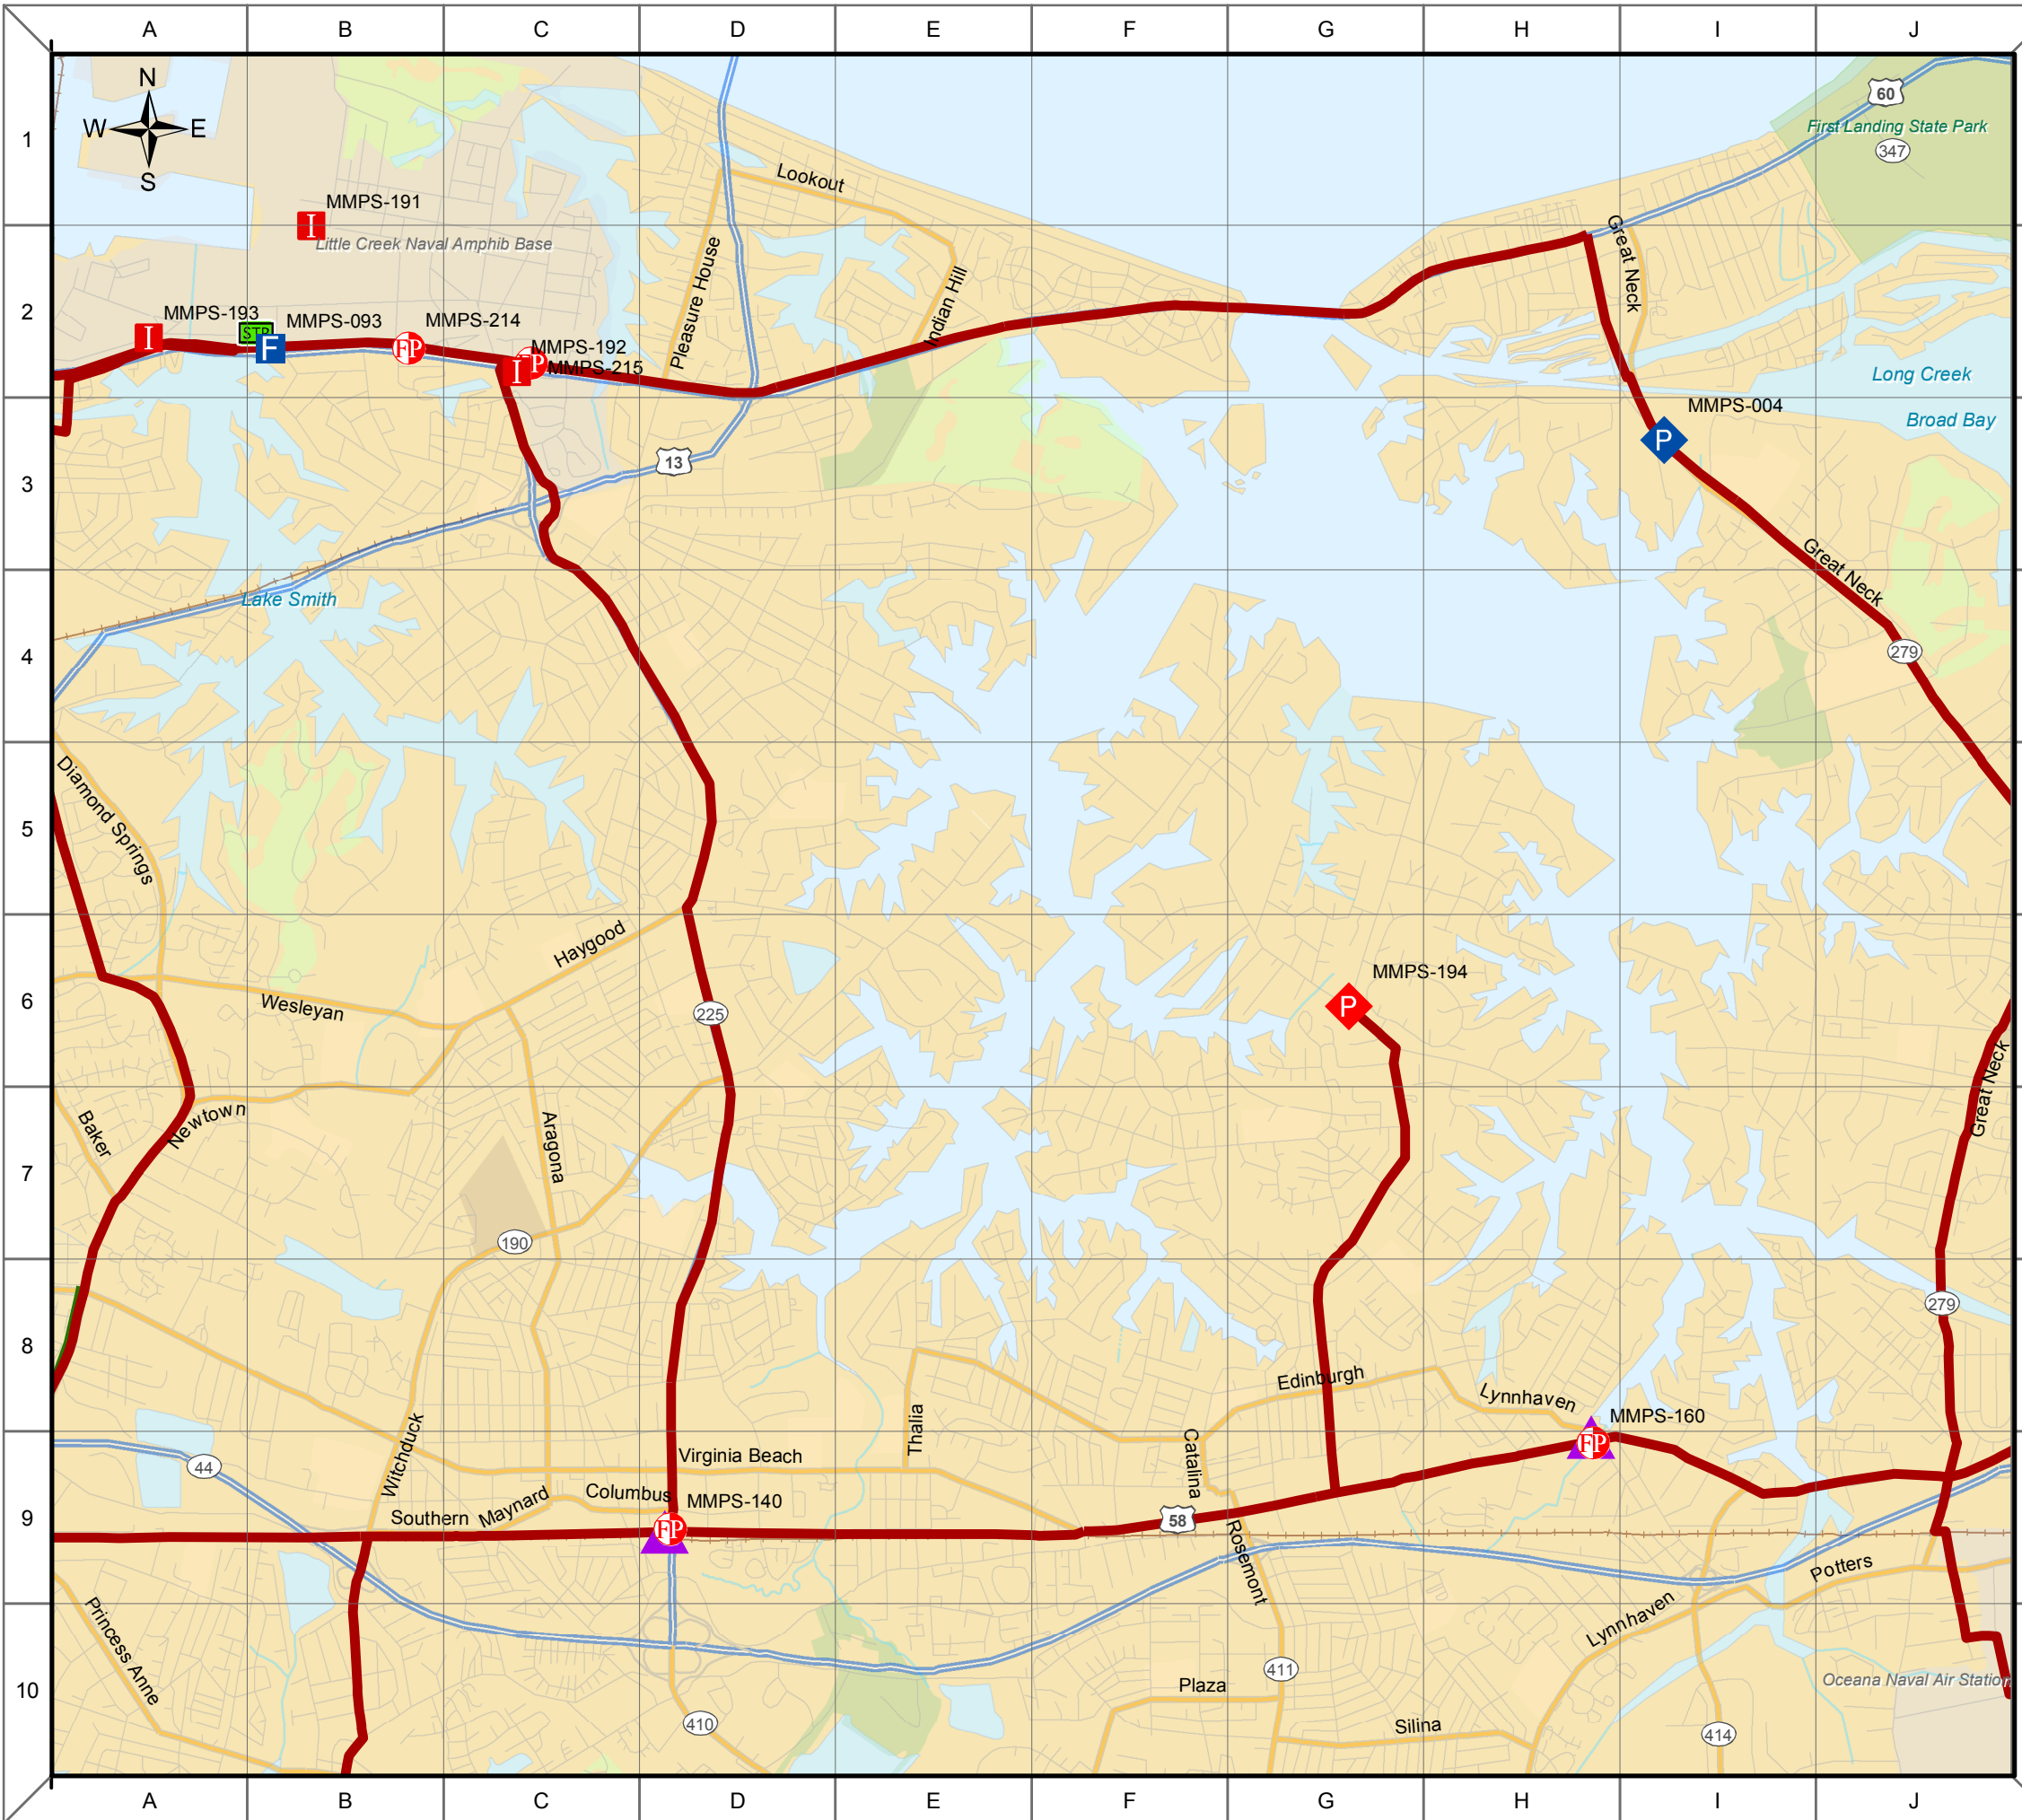 A B C D E F G H I J
N
W E
S
60
First Landing State Park
347
1
Lookout
MMPS-191
I
Little Creek Naval Amphib Base
Great Neck
Pleasure House
Indian Hill
2
MMPS-193
I
STP
F
MMPS-093
MMPS-214
FP
MMPS-192
I
FP
MMPS-215
Long Creek
MMPS-004
P
Broad Bay
13
3
Great Neck
Lake Smith
279
4
Diamond Springs
5
Haygood
MMPS-194
P
6
Wesleyan
225
Great Neck
Newtown
Baker
Aragona
7
190
279
8
Edinburgh
Lynnhaven
MMPS-160
FP
Witchduck
Thalia
Catalina
44
Virginia Beach
Columbus
Maynard
Southern
MMPS-140
FP
58
9
Rosemont
Potters
Lynnhaven
Princess Anne
411
Oceana Naval Air Station
10
Plaza
410
Silina
414
A B C D E F G H I J